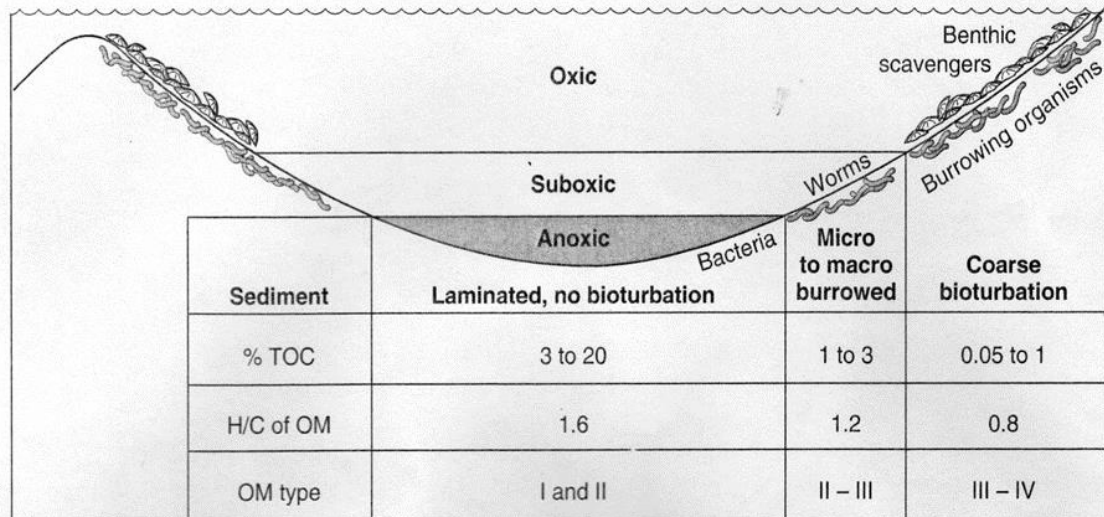 Benthic
scavengers
Oxic
Burrowing organisms
Suboxic
Worms
Anoxic
Bacteria
Sediment
Laminated, no bioturbation
Micro
to macro
burrowed
Coarse
bioturbation
% TOC 3 to 20 1 to 3 0.05 to 1
H/C of OM 1.6 1.2 0.8
OM type I and II II – III III – IV